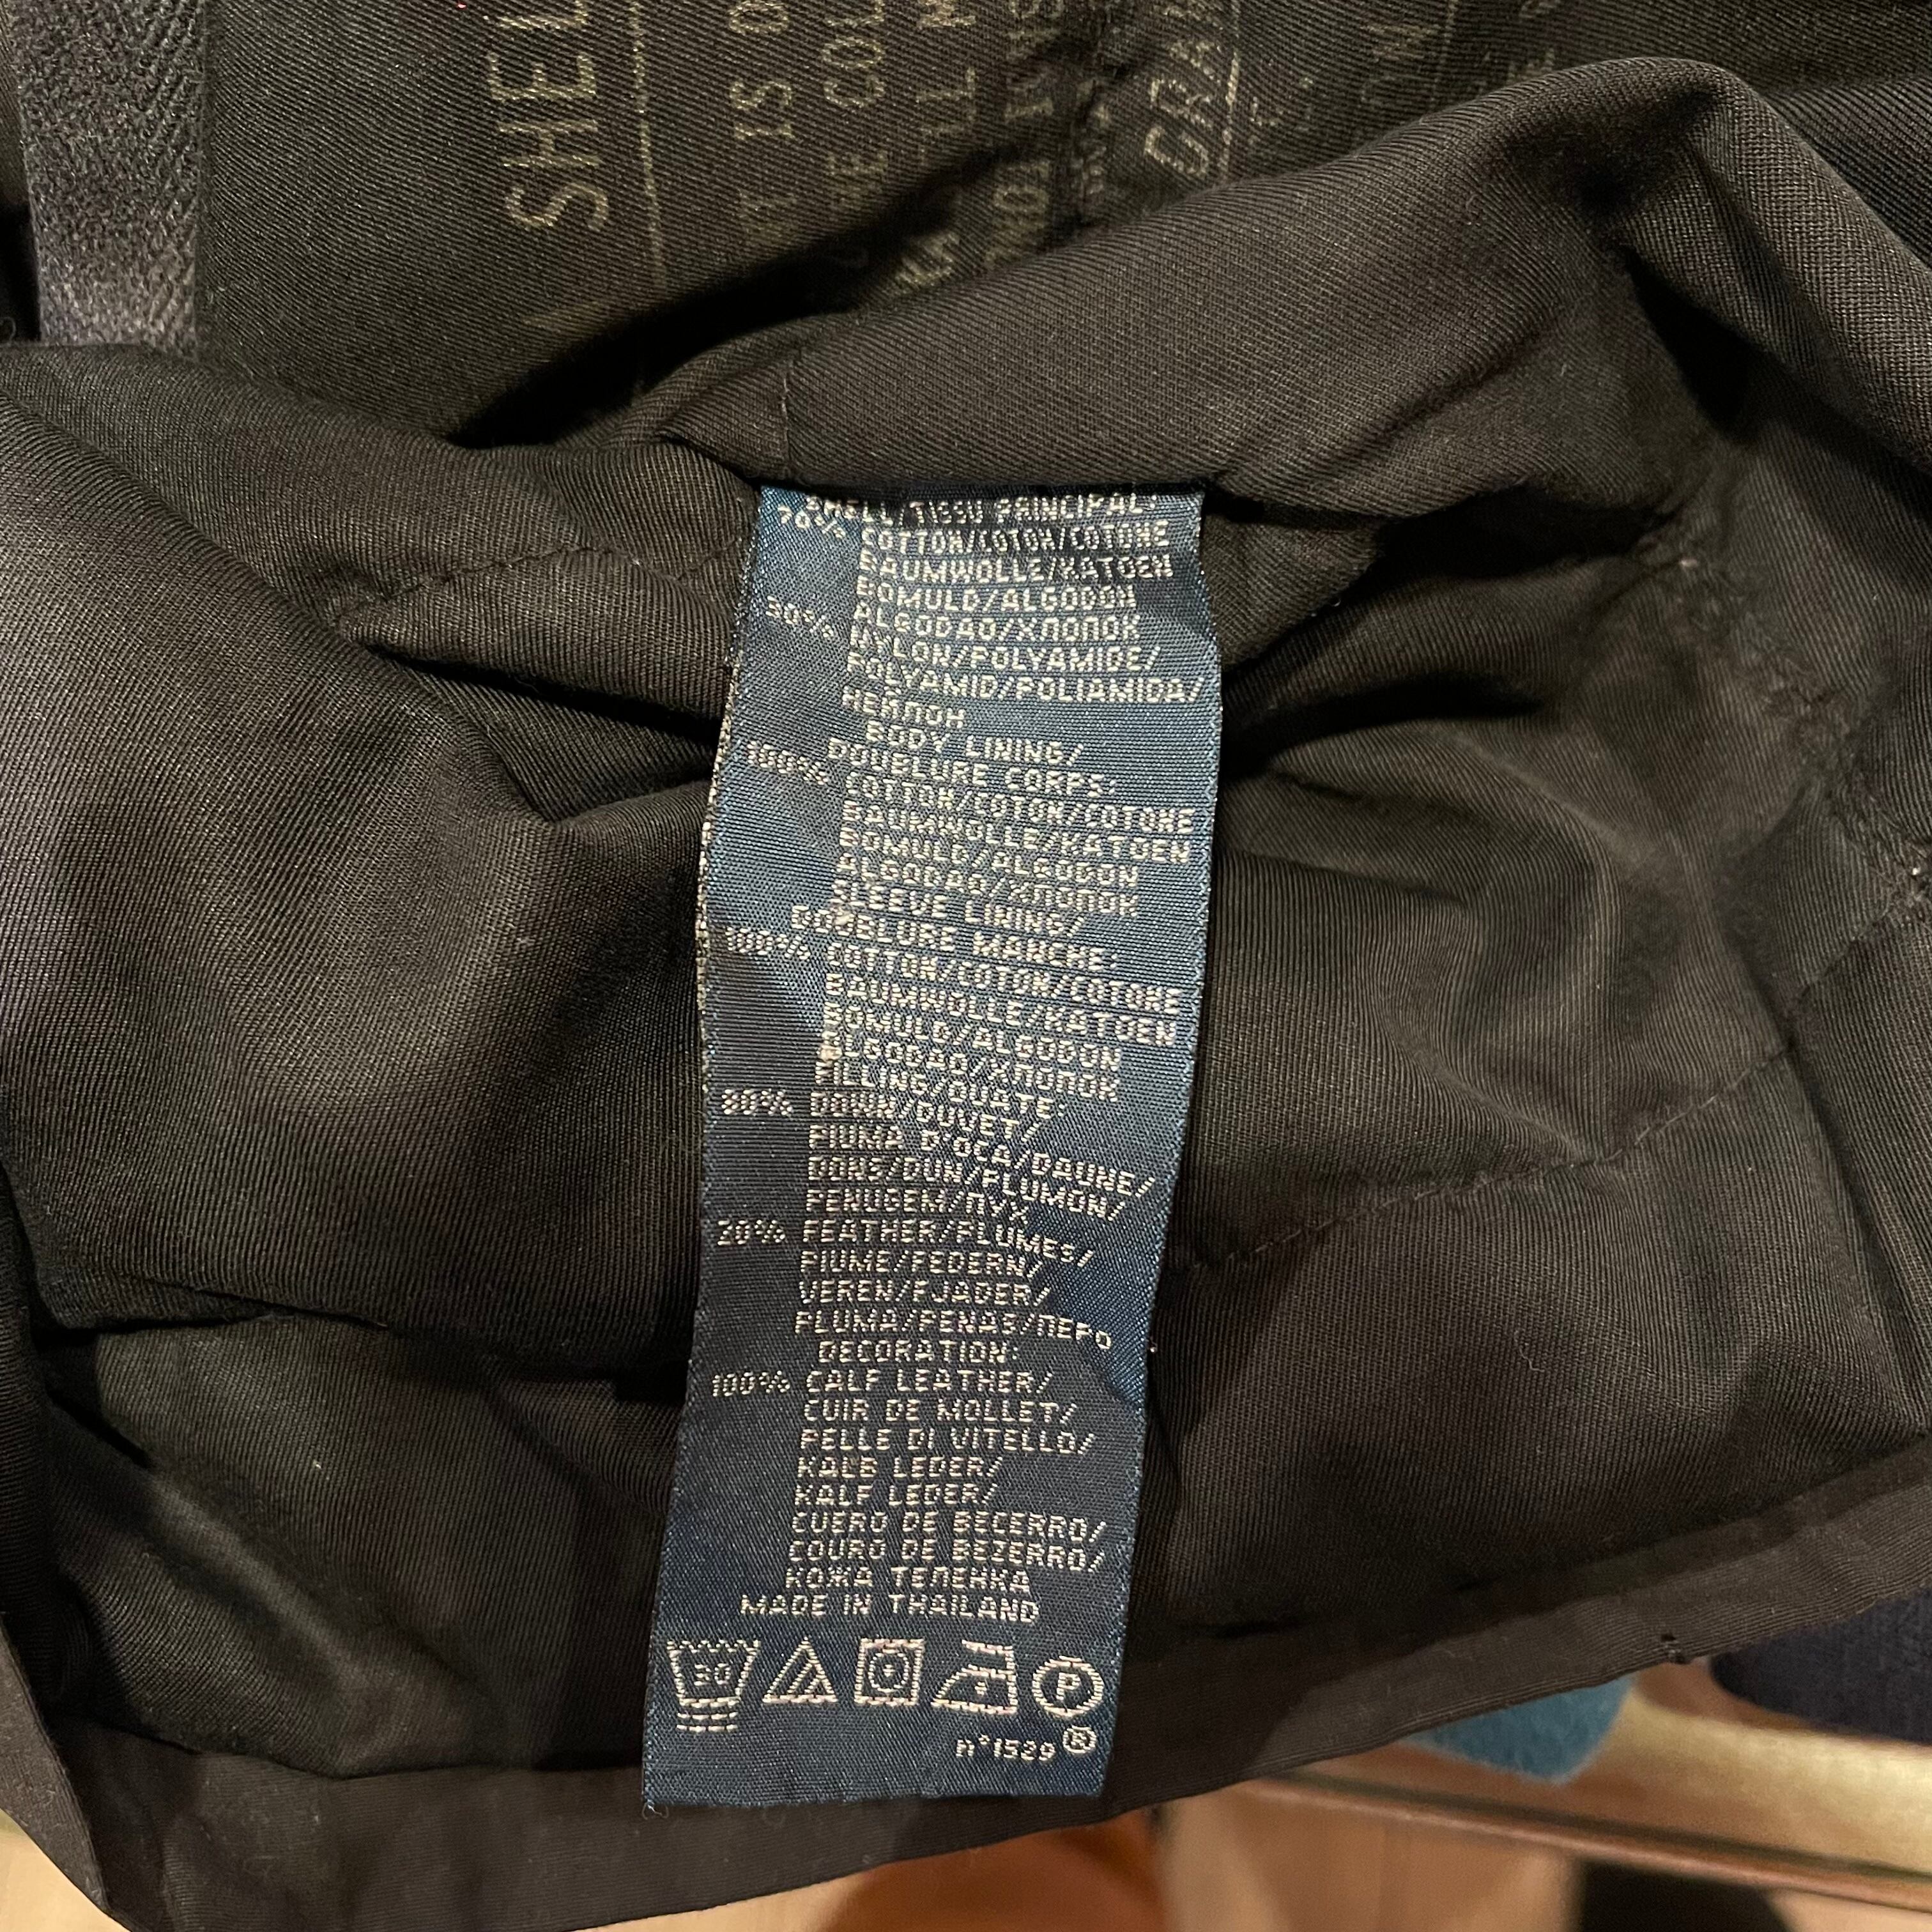 SHEL
IS
CO
SHELL/TISSU PRINCIPAL:
70% COTTON/COTON/COTONE
BAUMWOLLE/KATOEN
BOMULD/ALGODON
ALGODAO/ХЛОПОК
30% NYLON/POLYAMIDE/
POLYAMID/POLIAMIDA/
НЕЙЛОН
BODY LINING/
DOUBLURE CORPS:
100% COTTON/COTON/COTONE
BAUMWOLLE/KATOEN
BOMULD/ALGODON
ALGODAO/ХЛОПОК
SLEEVE LINING/
DOUBLURE MANCHE:
100% COTTON/COTON/COTONE
BAUMWOLLE/KATOEN
BOMULD/ALGODON
ALGODAO/ХЛОПОК
FILLING/OUATE:
80% DOWN/DUVET/
PIUMA D'OCA/DAUNE/
DONS/DUN/PLUMON/
PENUGEM/ПУХ
20% FEATHER/PLUMES/
PIUME/FEDERN/
VEREN/FJADER/
PLUMA/PENAS/ПЕРО
DECORATION:
100% CALF LEATHER/
CUIR DE MOLLET/
PELLE DI VITELLO/
KALB LEDER/
KALF LEDER/
CUERO DE BECERRO/
COURO DE BEZERRO/
КОЖА ТЕЛЕНКА
MADE IN THAILAND
30 P
n°1589®